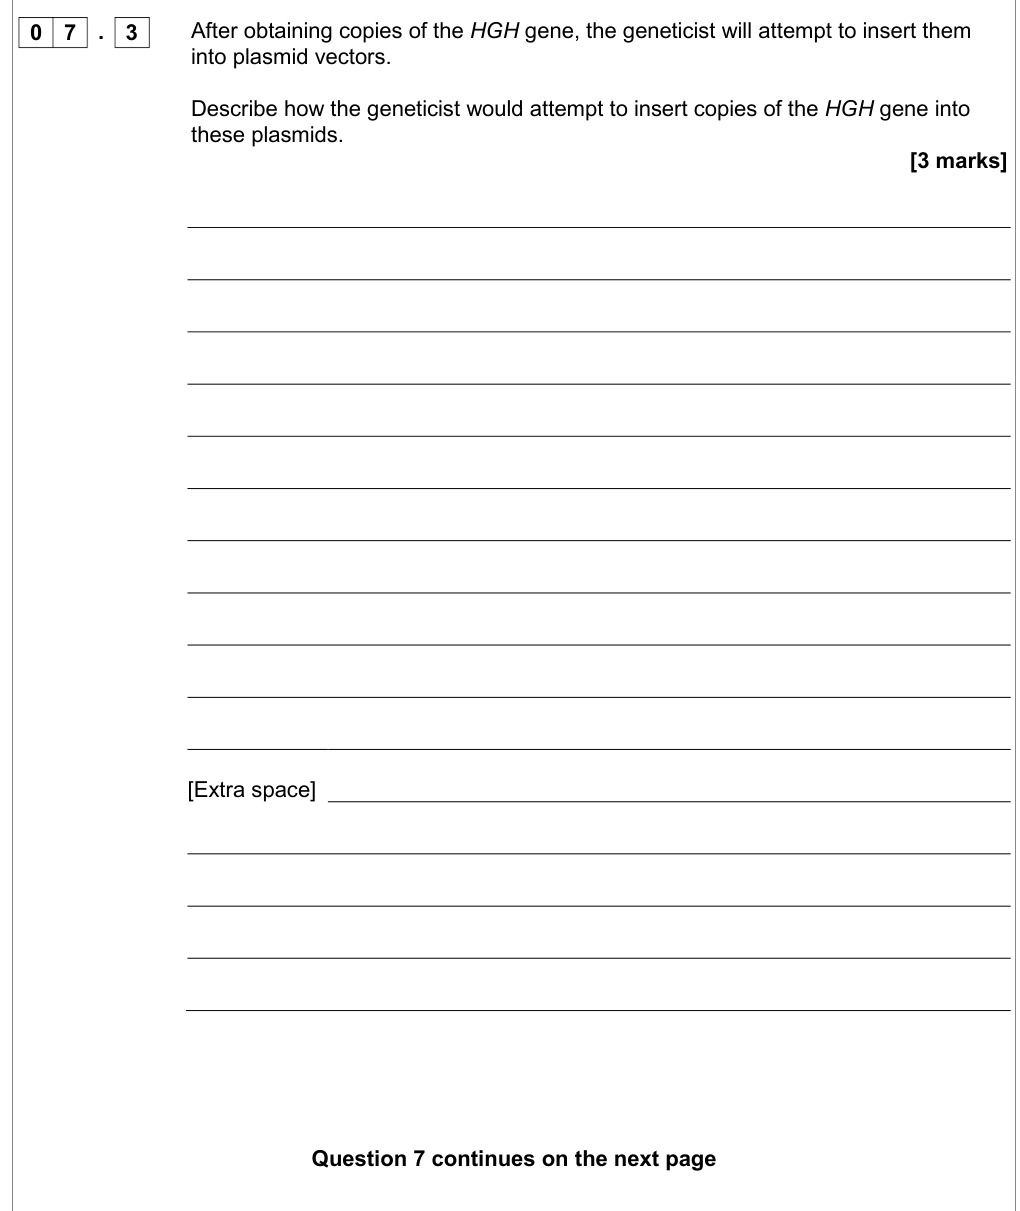 07.3 After obtaining copies of the HGH gene, the geneticist will attempt to insert them
into plasmid vectors.
Describe how the geneticist would attempt to insert copies of the HGH gene into
these plasmids.
[3 marks]
[Extra space]
Question 7 continues on the next page